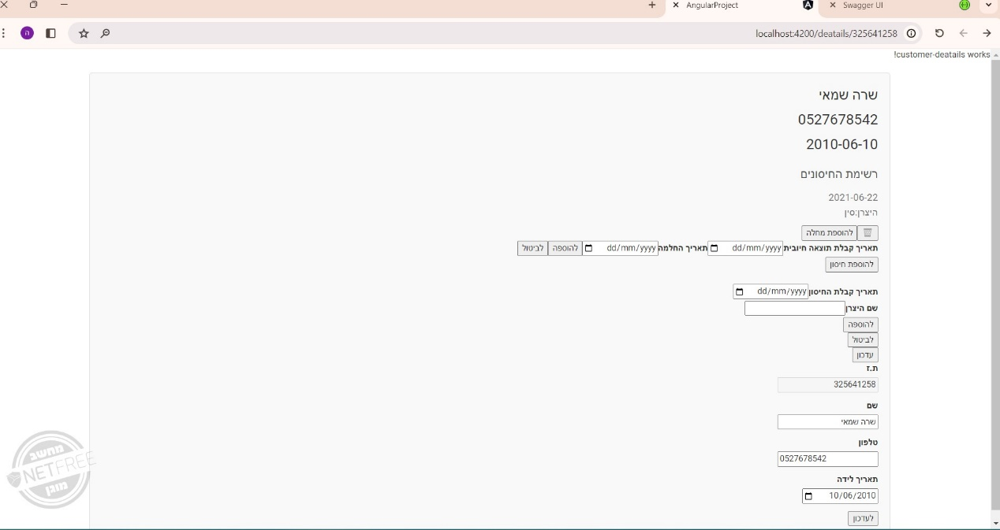 AngularProject
Swagger UI
localhost:4200/deatails/325641258
ה
!customer-deatails works
שרה שמאי
0527678542
2010-06-10
רשימת החיסונים
2021-06-22
היצרן:סין
להוספת מחלה
תאריך קבלת תוצאה חיובית dd/mm/yyyy תאריך החלמה dd/mm/yyyy להוספה לביטול
להוספת חיסון
תאריך קבלת החיסון dd/mm/yyyy
שם היצרן
להוספה
לביטול
עדכון
ת.ז
325641258
שם
שרה שמאי
טלפון
0527678542
תאריך לידה
10/06/2010
לעדכון
מחשב
NETFREE
מוגן